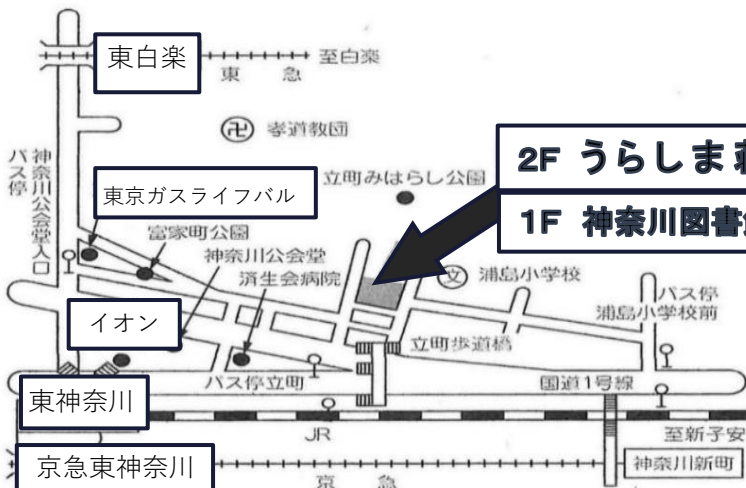 東白楽
至白楽
東 急
孝道教団
神奈川公会堂入口
バス停
2F うらしま荘
1F 神奈川図書館
立町みはらし公園
東京ガスライフバル
富家町公園
神奈川公会堂
済生会病院
文
浦島小学校
バス停
浦島小学校前
イオン
立町歩道橋
バス停立町
国道1号線
東神奈川
JR
至新子安
京急東神奈川
京 急
神奈川新町